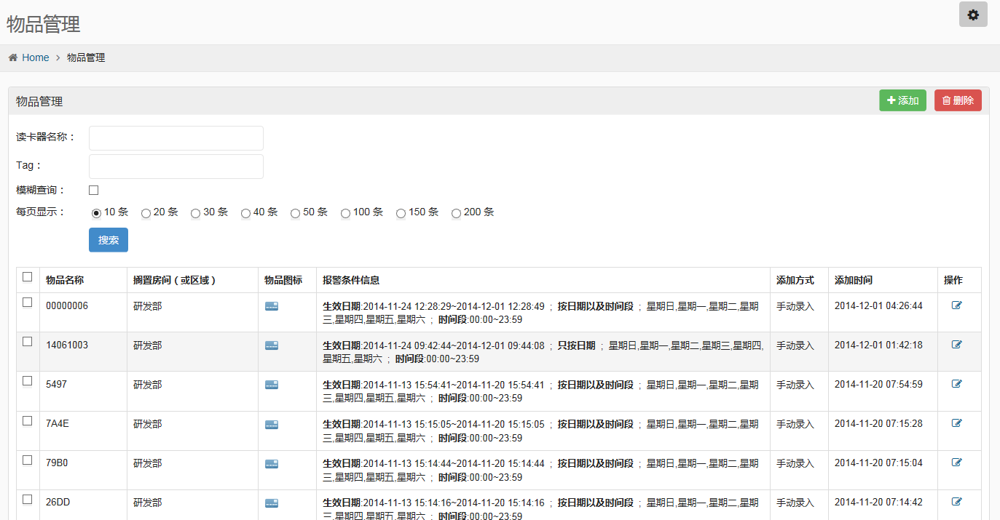 物品管理
Home > 物品管理
物品管理 添加 删除
读卡器名称：
Tag：
模糊查询：
每页显示： 10 条 20 条 30 条 40 条 50 条 100 条 150 条 200 条
搜索
物品名称 搁置房间（或区域） 物品图标 报警条件信息 添加方式 添加时间 操作
00000006 研发部 生效日期:2014-11-24 12:28:29~2014-12-01 12:28:49 ; 按日期以及时间段 ; 星期日,星期一,星期二,星期 手动录入 2014-12-01 04:26:44
三,星期四,星期五,星期六 ; 时间段:00:00~23:59
14061003 研发部 生效日期:2014-11-24 09:42:44~2014-12-01 09:44:08 ; 只按日期 ; 星期日,星期一,星期二,星期三,星期四, 手动录入 2014-12-01 01:42:18
星期五,星期六 ; 时间段:00:00~23:59
5497 研发部 生效日期:2014-11-13 15:54:41~2014-11-20 15:54:41 ; 按日期以及时间段 ; 星期日,星期一,星期二,星期 手动录入 2014-11-20 07:54:59
三,星期四,星期五,星期六 ; 时间段:00:00~23:59
7A4E 研发部 生效日期:2014-11-13 15:15:05~2014-11-20 15:15:05 ; 按日期以及时间段 ; 星期日,星期一,星期二,星期 手动录入 2014-11-20 07:15:28
三,星期四,星期五,星期六 ; 时间段:00:00~23:59
79B0 研发部 生效日期:2014-11-13 15:14:44~2014-11-20 15:14:44 ; 按日期以及时间段 ; 星期日,星期一,星期二,星期 手动录入 2014-11-20 07:15:04
三,星期四,星期五,星期六 ; 时间段:00:00~23:59
26DD 研发部 生效日期:2014-11-13 15:14:16~2014-11-20 15:14:16 ; 按日期以及时间段 ; 星期日,星期一,星期二,星期 手动录入 2014-11-20 07:14:42
三,星期四,星期五,星期六 ; 时间段:00:00~23:59